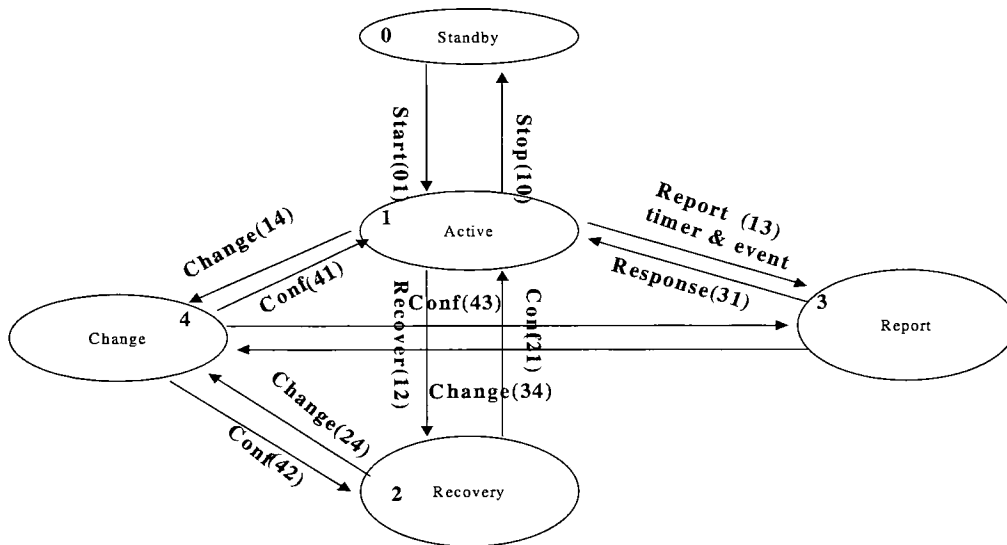 0 Standby
Start(01)
Stop(10)
1 Active
Report (13)
timer & event
Response(31)
Change(14)
Conf(41)
Recover(12)
Conf(43)
Conf(21)
4
Change
3
Report
Change(34)
Change(24)
Conf(42)
2 Recovery